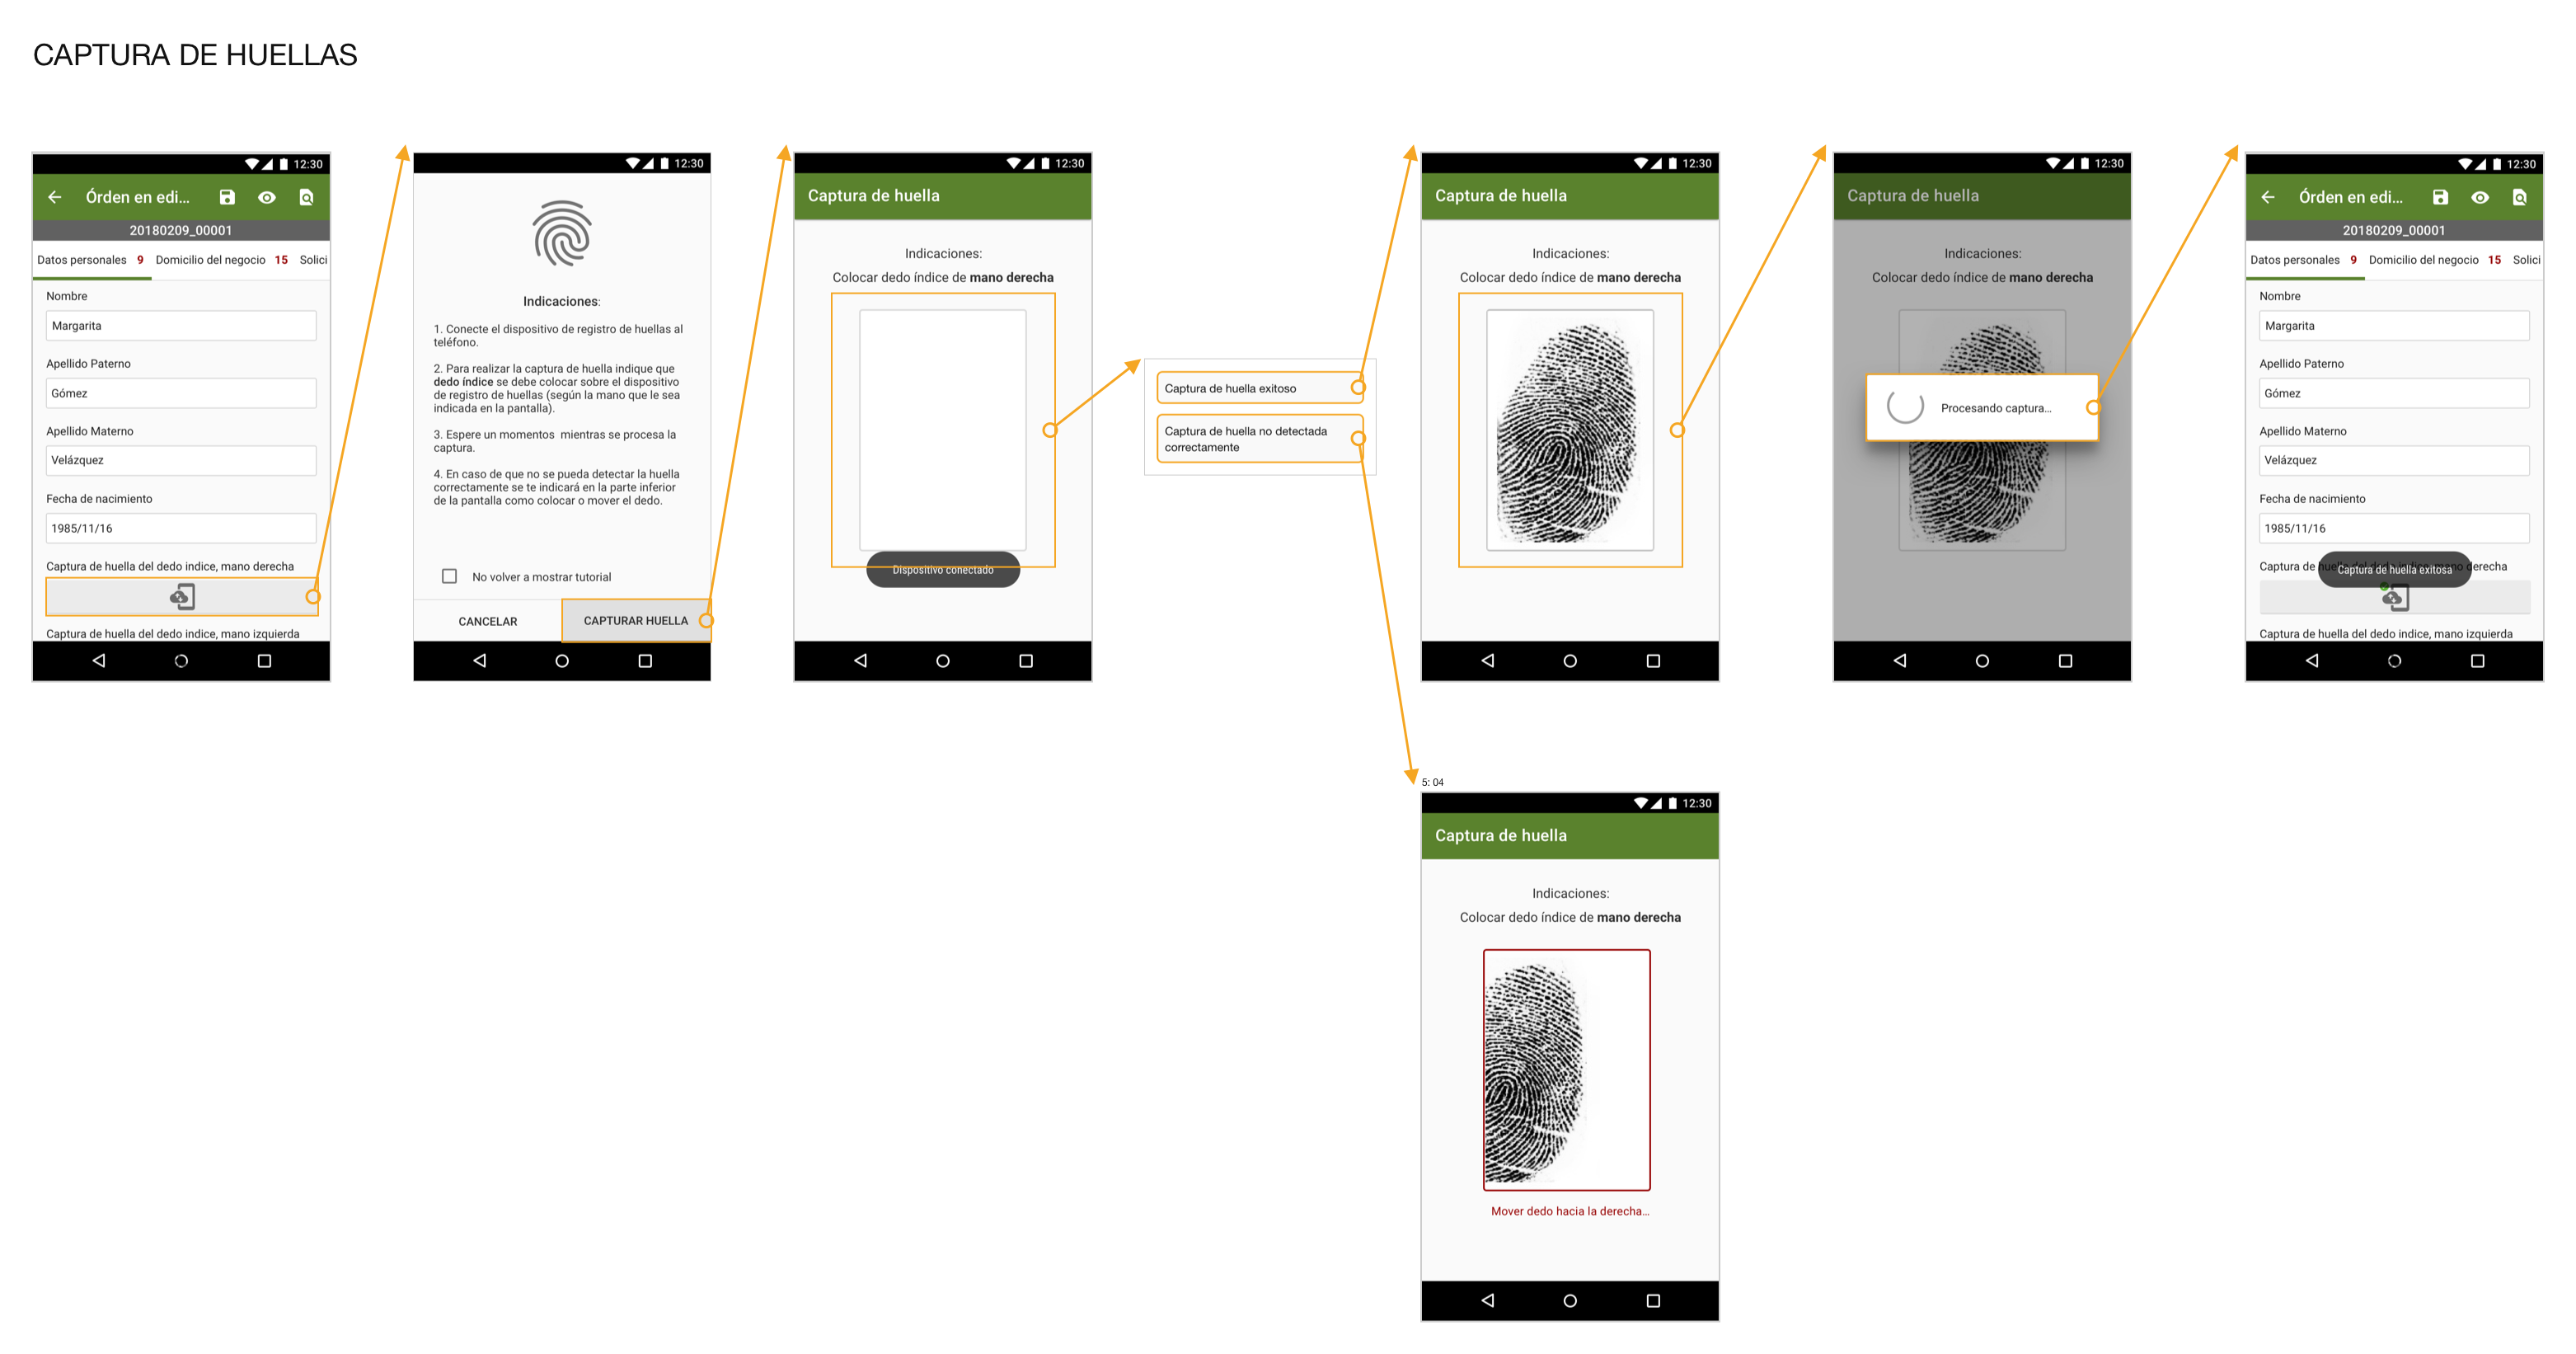 CAPTURA DE HUELLAS
12:30
Órden en edi...
20180209_00001
Datos personales 9 Domicilio del negocio 15 Solici
Nombre
Margarita
Apellido Paterno
Gómez
Apellido Materno
Velázquez
Fecha de nacimiento
1985/11/16
Captura de huella del dedo indice, mano derecha
Captura de huella del dedo indice, mano izquierda
12:30
Indicaciones:
1. Conecte el dispositivo de registro de huellas al
teléfono.
2. Para realizar la captura de huella indique que
dedo índice se debe colocar sobre el dispositivo
de registro de huellas (según la mano que le sea
indicada en la pantalla).
3. Espere un momentos mientras se procesa la
captura.
4. En caso de que no se pueda detectar la huella
correctamente se te indicará en la parte inferior
de la pantalla como colocar o mover el dedo.
No volver a mostrar tutorial
CANCELAR CAPTURAR HUELLA
12:30
Captura de huella
Indicaciones:
Colocar dedo índice de mano derecha
Dispositivo conectado
Captura de huella exitoso
Captura de huella no detectada
correctamente
12:30
Captura de huella
Indicaciones:
Colocar dedo índice de mano derecha
12:30
Captura de huella
Indicaciones:
Colocar dedo índice de mano derecha
Procesando captura...
12:30
Órden en edi...
20180209_00001
Datos personales 9 Domicilio del negocio 15 Solici
Nombre
Margarita
Apellido Paterno
Gómez
Apellido Materno
Velázquez
Fecha de nacimiento
1985/11/16
Captura de huella del dedo indice, mano derecha
Captura de huella exitosa
Captura de huella del dedo indice, mano izquierda
5: 04
12:30
Captura de huella
Indicaciones:
Colocar dedo índice de mano derecha
Mover dedo hacia la derecha...